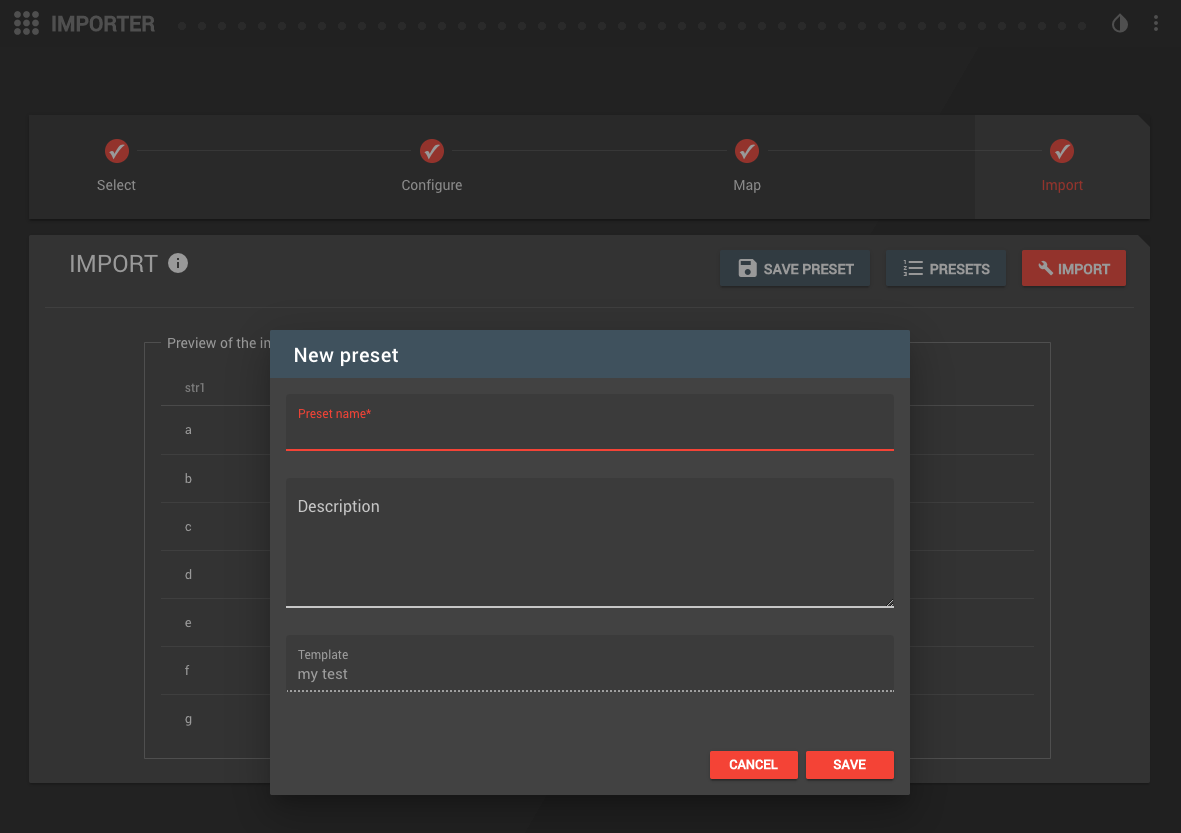 IMPORTER
Select
Configure
Map
Import
IMPORT
SAVE PRESET
PRESETS
IMPORT
Preview of the in
str1
a
b
c
d
e
f
g
New preset
Preset name*
Description
Template
my test
CANCEL
SAVE